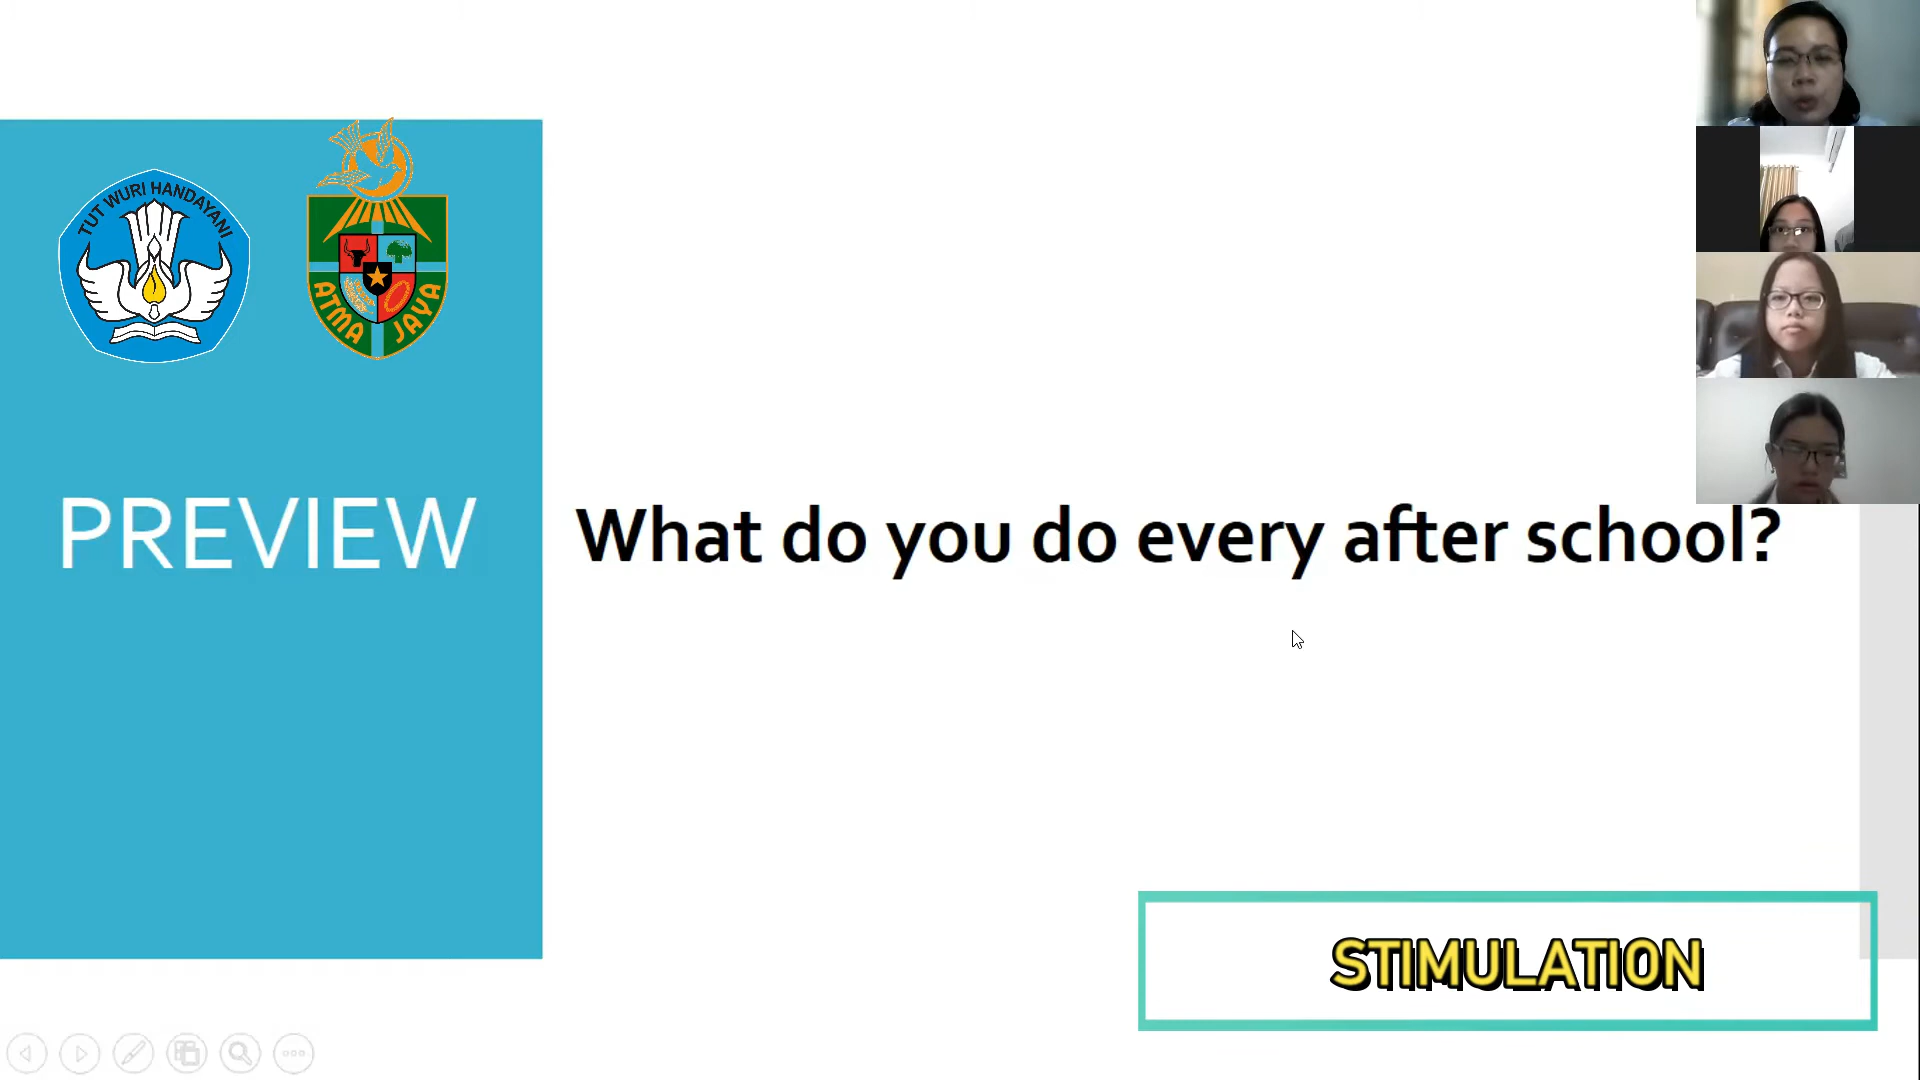 TUT WURI HANDAYANI
ATMA JAYA
PREVIEW
What do you do every after school?
STIMULATION